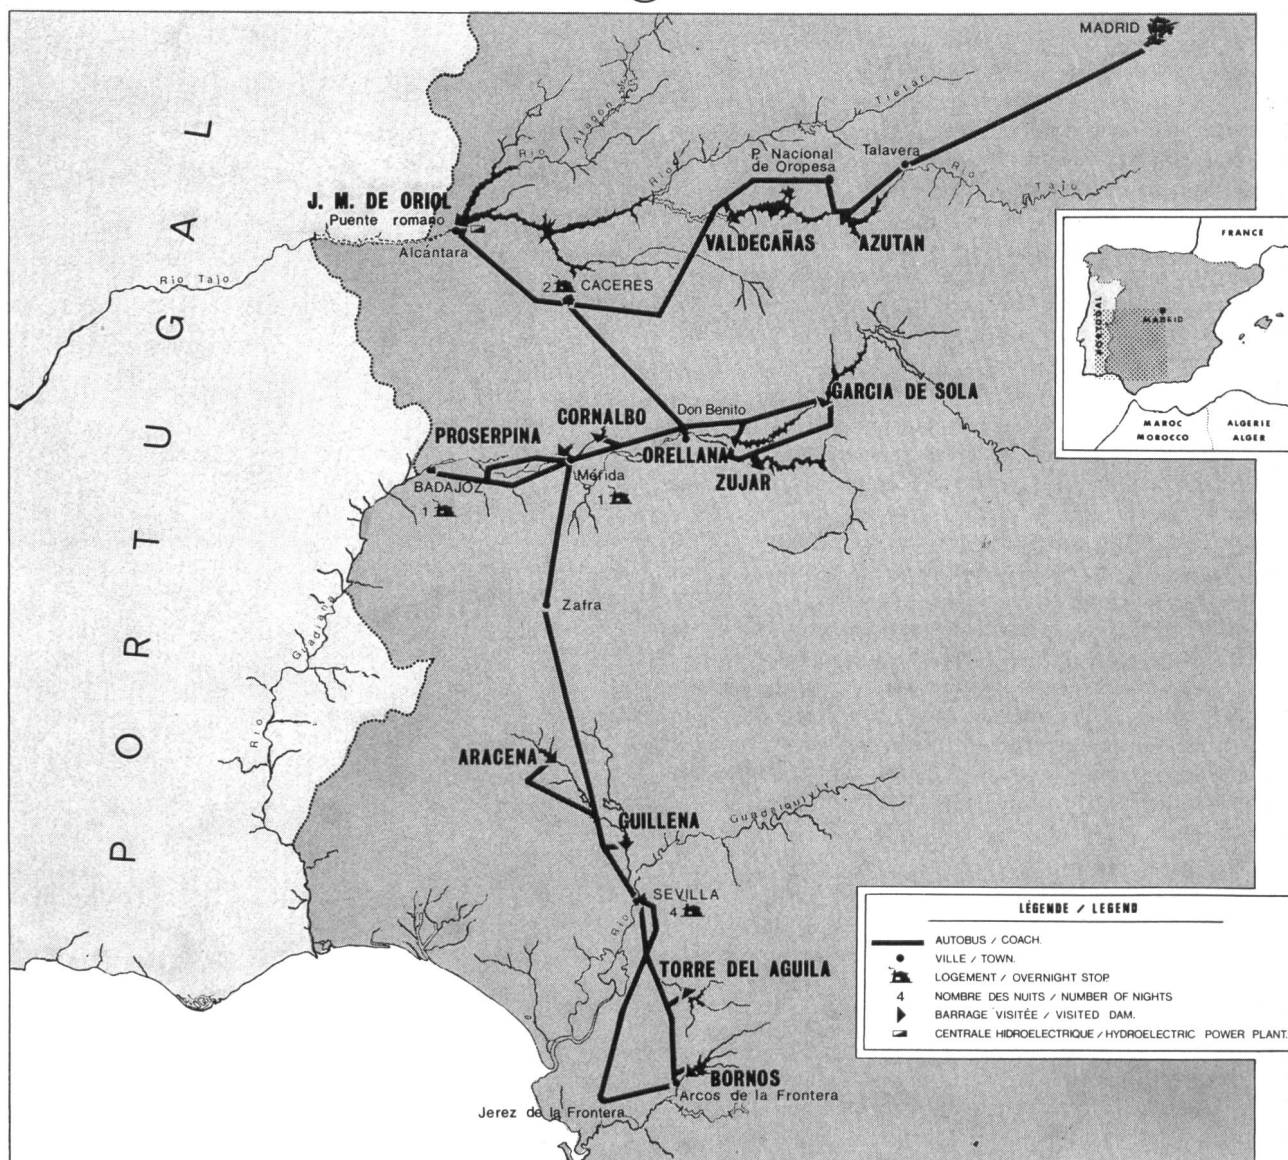 MADRID
Rio Tietar
Rio Alagon
P. Nacional
de Oropesa
Talavera
Rio Tajo
J. M. DE ORIOL
Puente romano
Alcántara
VALDECAÑAS
AZUTAN
Rio Tajo
2 CACERES
PORTUGAL
FRANCE
PORTUGAL
MADRID
MAROC
MOROCCO
ALGERIE
ALGER
GARCIA DE SOLA
Don Benito
CORNALBO
PROSERPINA
ORELLANA
ZUJAR
Mérida
1
BADAJOZ
1
Zafra
Rio Guadiana
ARACENA
GUILLENA
Rio Guadalquivir
SEVILLA
4
TORRE DEL AGUILA
BORNOS
Arcos de la Frontera
Jerez de la Frontera
LÉGENDE / LEGEND
AUTOBUS / COACH.
VILLE / TOWN.
LOGEMENT / OVERNIGHT STOP
4 NOMBRE DES NUITS / NUMBER OF NIGHTS
BARRAGE VISITÉE / VISITED DAM.
CENTRALE HIDROELECTRIQUE / HYDROELECTRIC POWER PLANT.